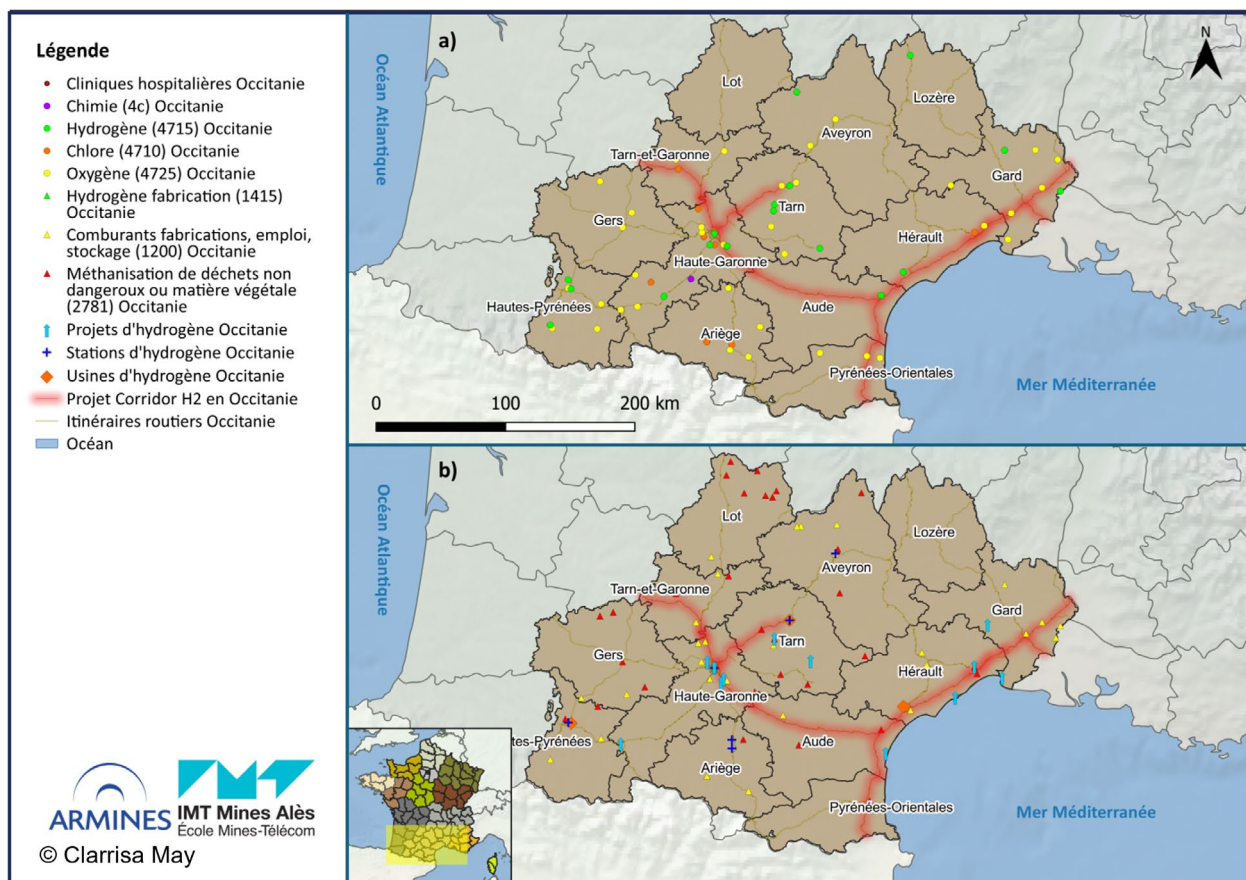 Légende
Cliniques hospitalières Occitanie
Chimie (4c) Occitanie
Hydrogène (4715) Occitanie
Chlore (4710) Occitanie
Oxygène (4725) Occitanie
Hydrogène fabrication (1415)
Occitanie
Comburants fabrications, emploi,
stockage (1200) Occitanie
Méthanisation de déchets non
dangeroux ou matière végétale
(2781) Occitanie
Projets d'hydrogène Occitanie
Stations d'hydrogène Occitanie
Usines d'hydrogène Occitanie
Projet Corridor H2 en Occitanie
Itinéraires routiers Occitanie
Océan
ARMINES
IMT Mines Alès
École Mines-Télécom
© Clarrisa May
a)
N
Océan Atlantique
Lot
Lozère
Aveyron
Tarn-et-Garonne
Gard
Tarn
Gers
Hérault
Haute-Garonne
Hautes-Pyrénées
Aude
Ariège
Pyrénées-Orientales
Mer Méditerranée
0 100 200 km
b)
Océan Atlantique
Lot
Lozère
Aveyron
Tarn-et-Garonne
Gard
Tarn
Gers
Hérault
Haute-Garonne
tes-Pyrénées
Aude
Ariège
Pyrénées-Orientales
Mer Méditerranée